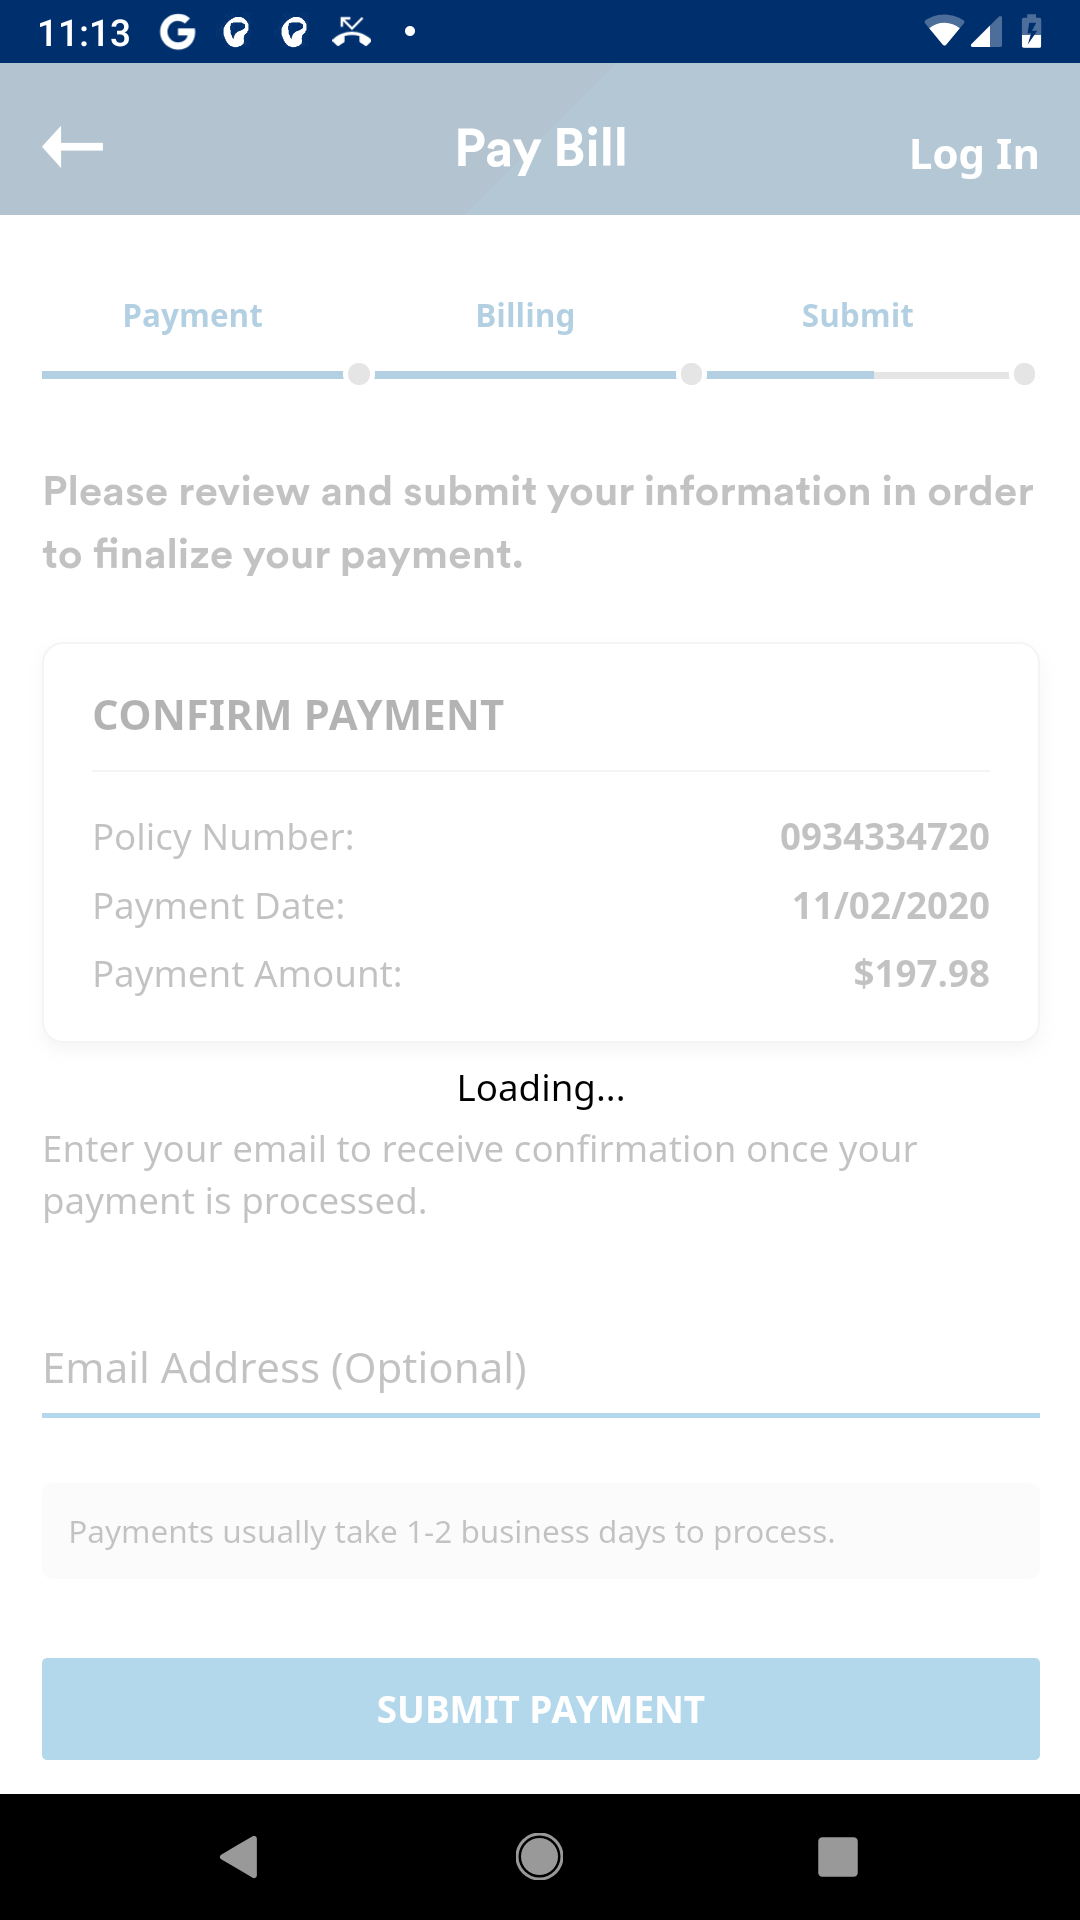 11:13
Pay Bill
Log In
Payment
Billing
Submit
Please review and submit your information in order
to finalize your payment.
CONFIRM PAYMENT
Policy Number: 0934334720
Payment Date: 11/02/2020
Payment Amount: $197.98
Loading...
Enter your email to receive confirmation once your
payment is processed.
Email Address (Optional)
Payments usually take 1-2 business days to process.
SUBMIT PAYMENT